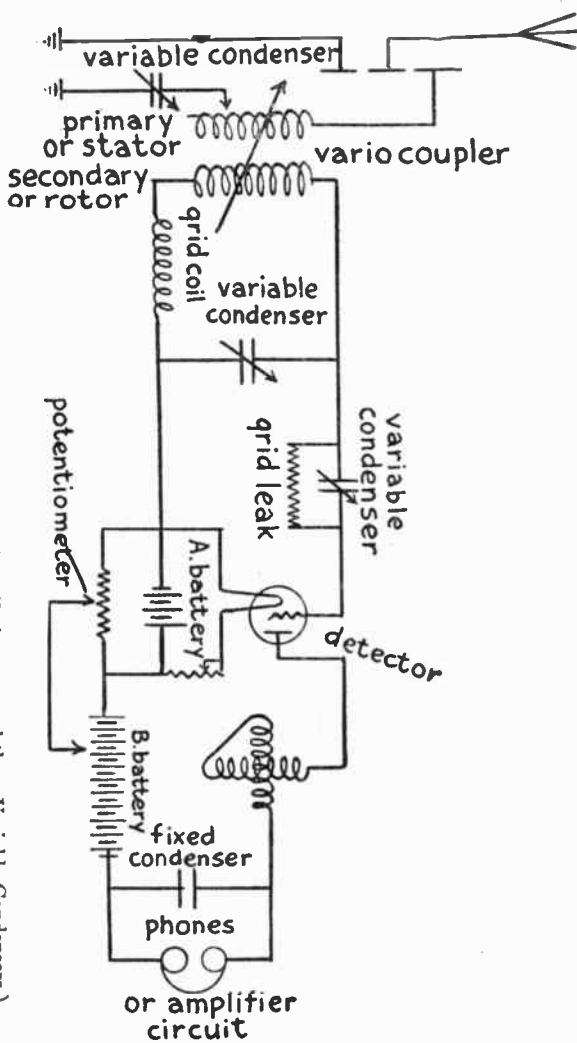 variable condenser
primary
or stator
vario coupler
secondary
or rotor
grid coil
variable
condenser
variable
condenser
grid leak
potentiometer
A. battery
detector
B. battery
fixed
condenser
phones
or amplifier
circuit